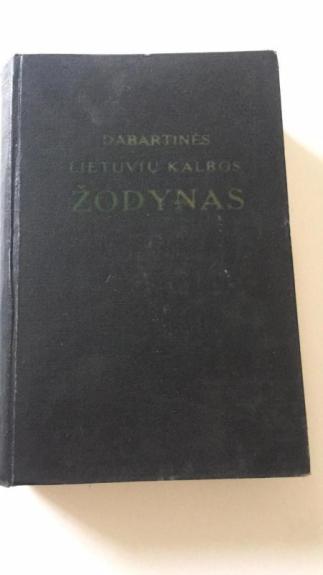 DABARTINĖS
LIETUVIŲ KALBOS
ŽODYNAS